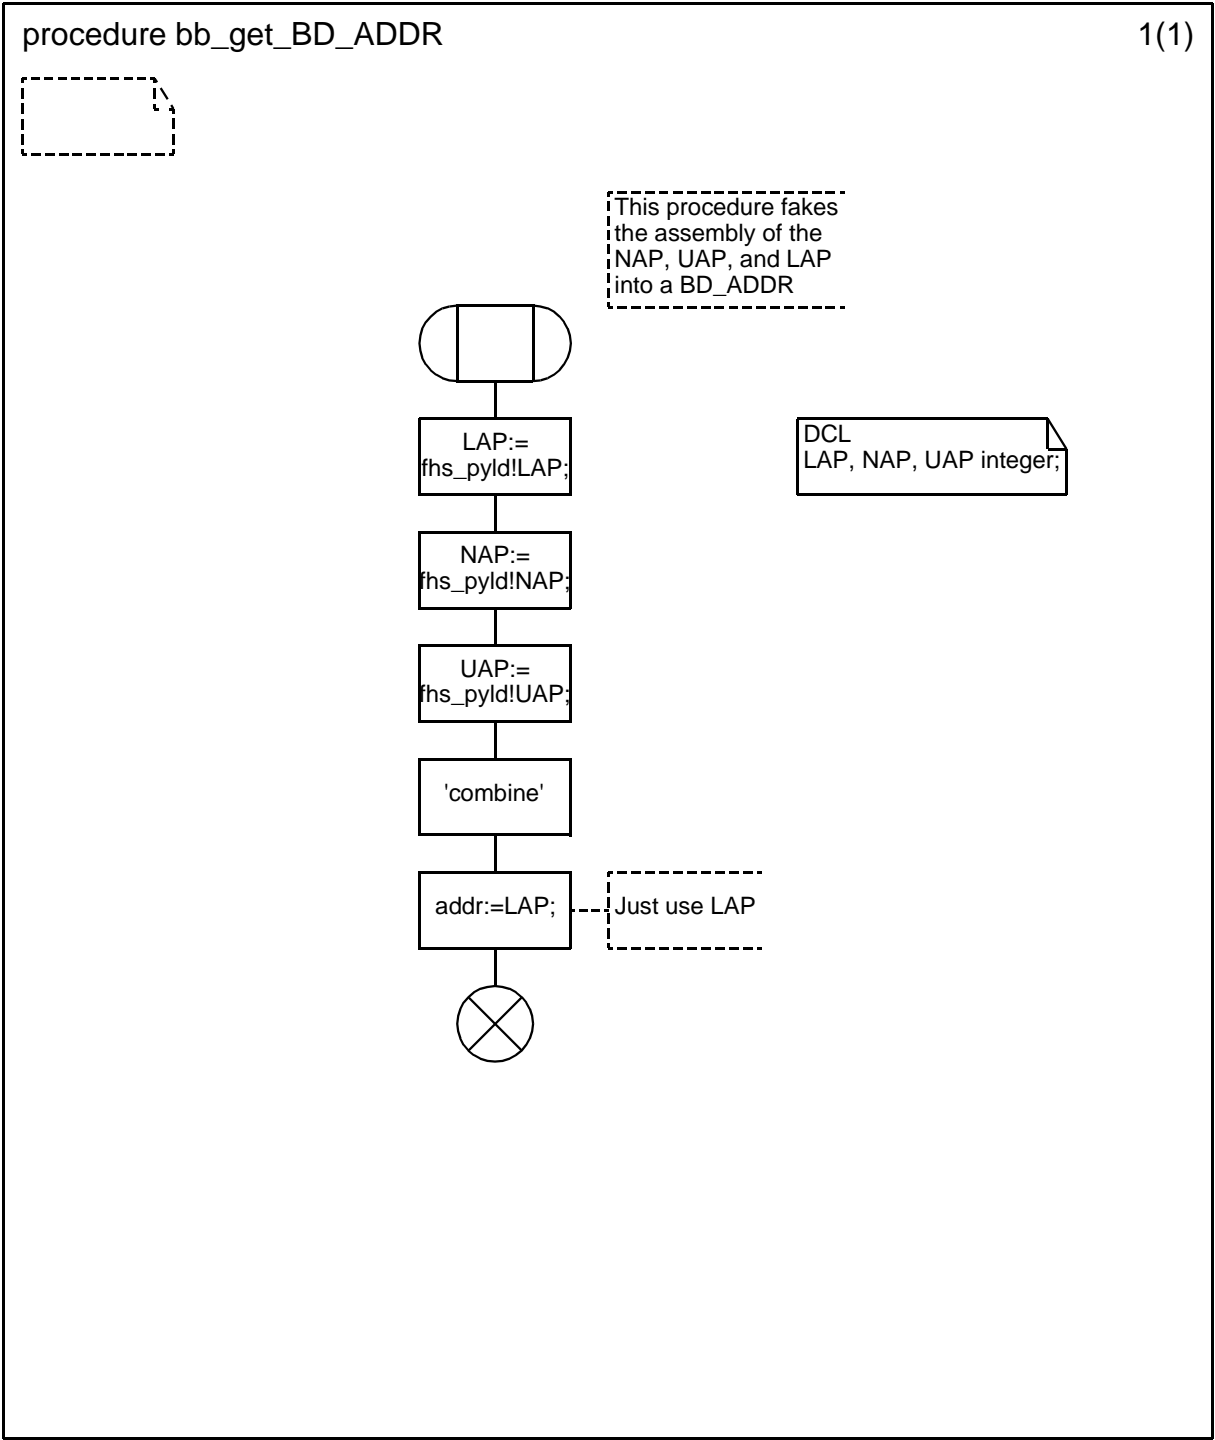 procedure bb_get_BD_ADDR 1(1)
This procedure fakes
the assembly of the
NAP, UAP, and LAP
into a BD_ADDR
LAP:=
fhs_pyld!LAP;
DCL
LAP, NAP, UAP integer;
NAP:=
fhs_pyld!NAP;
UAP:=
fhs_pyld!UAP;
'combine'
addr:=LAP;
Just use LAP